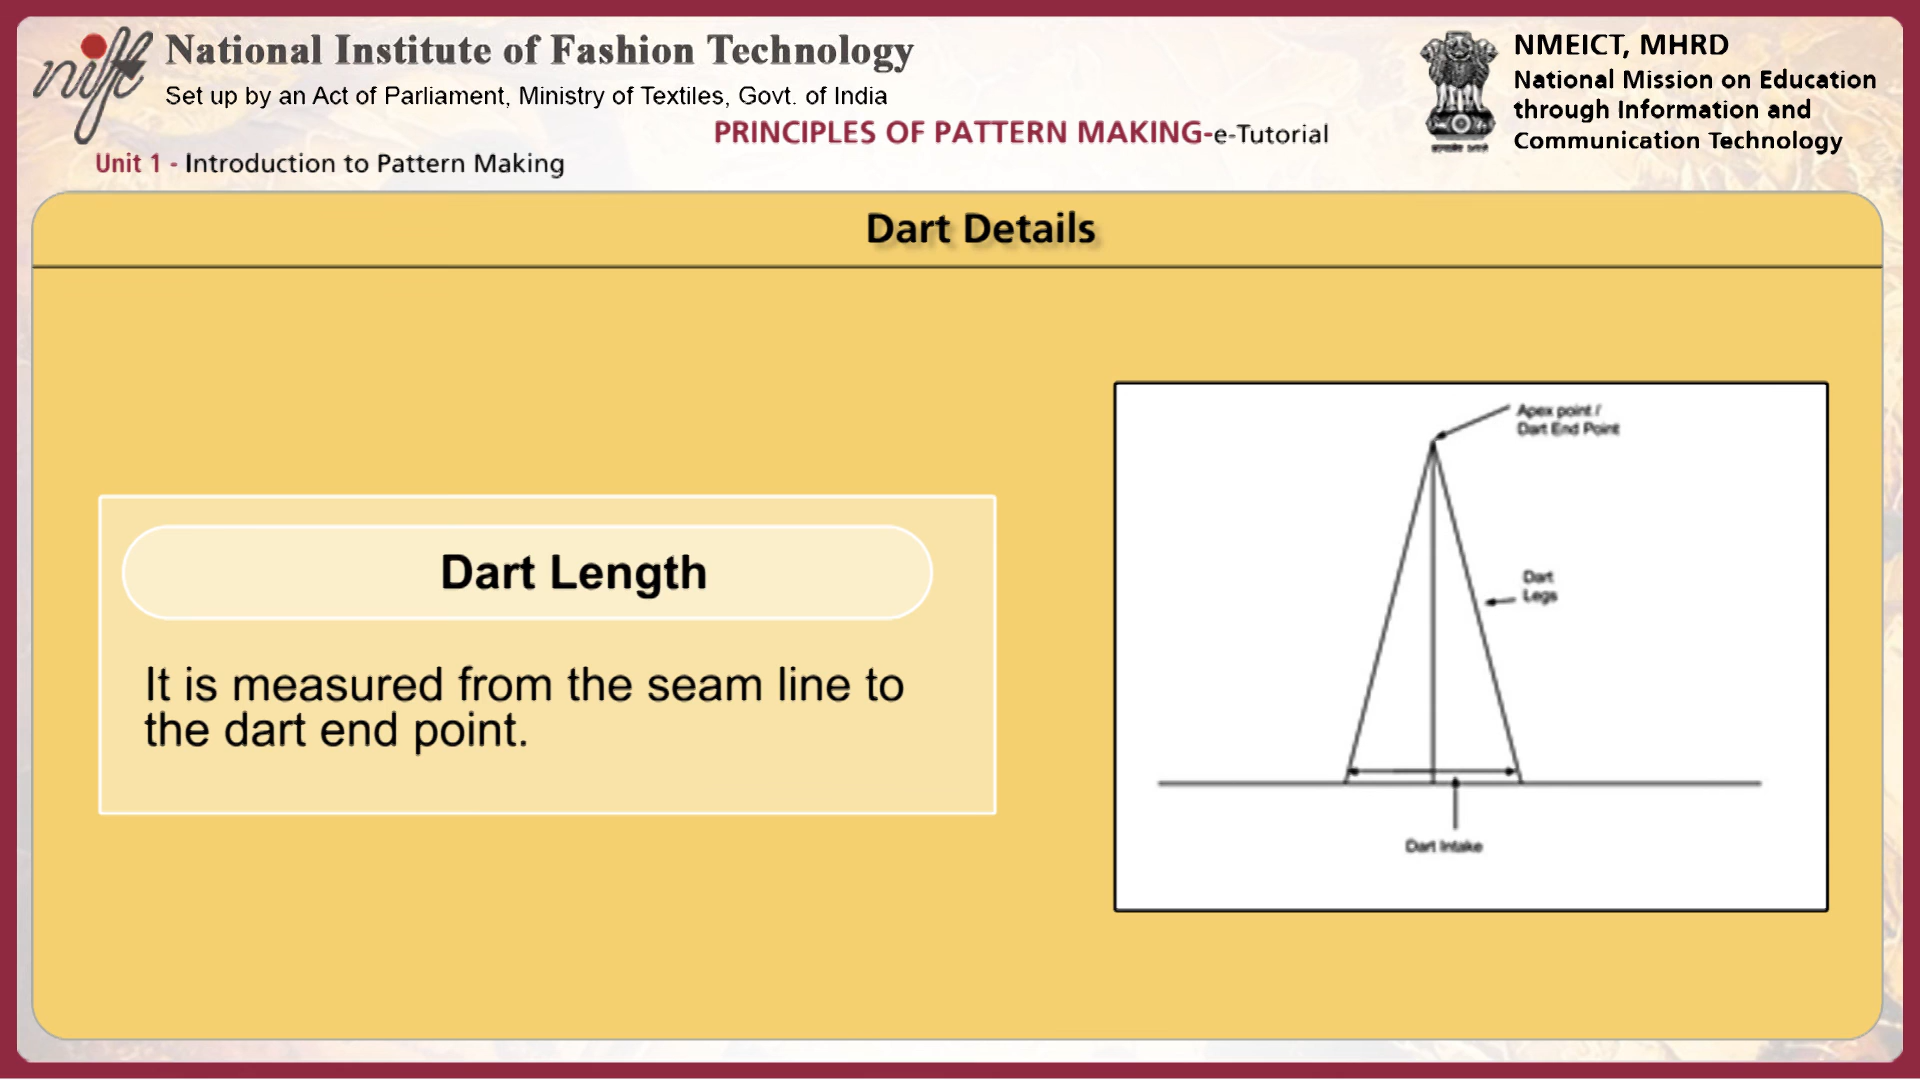 nift
National Institute of Fashion Technology
Set up by an Act of Parliament, Ministry of Textiles, Govt. of India
NMEICT, MHRD
National Mission on Education
through Information and
Communication Technology
PRINCIPLES OF PATTERN MAKING-e-Tutorial
Unit 1 - Introduction to Pattern Making
Dart Details
Dart Length
It is measured from the seam line to
the dart end point.
Apex point /
Dart End Point
Dart
Legs
Dart Intake